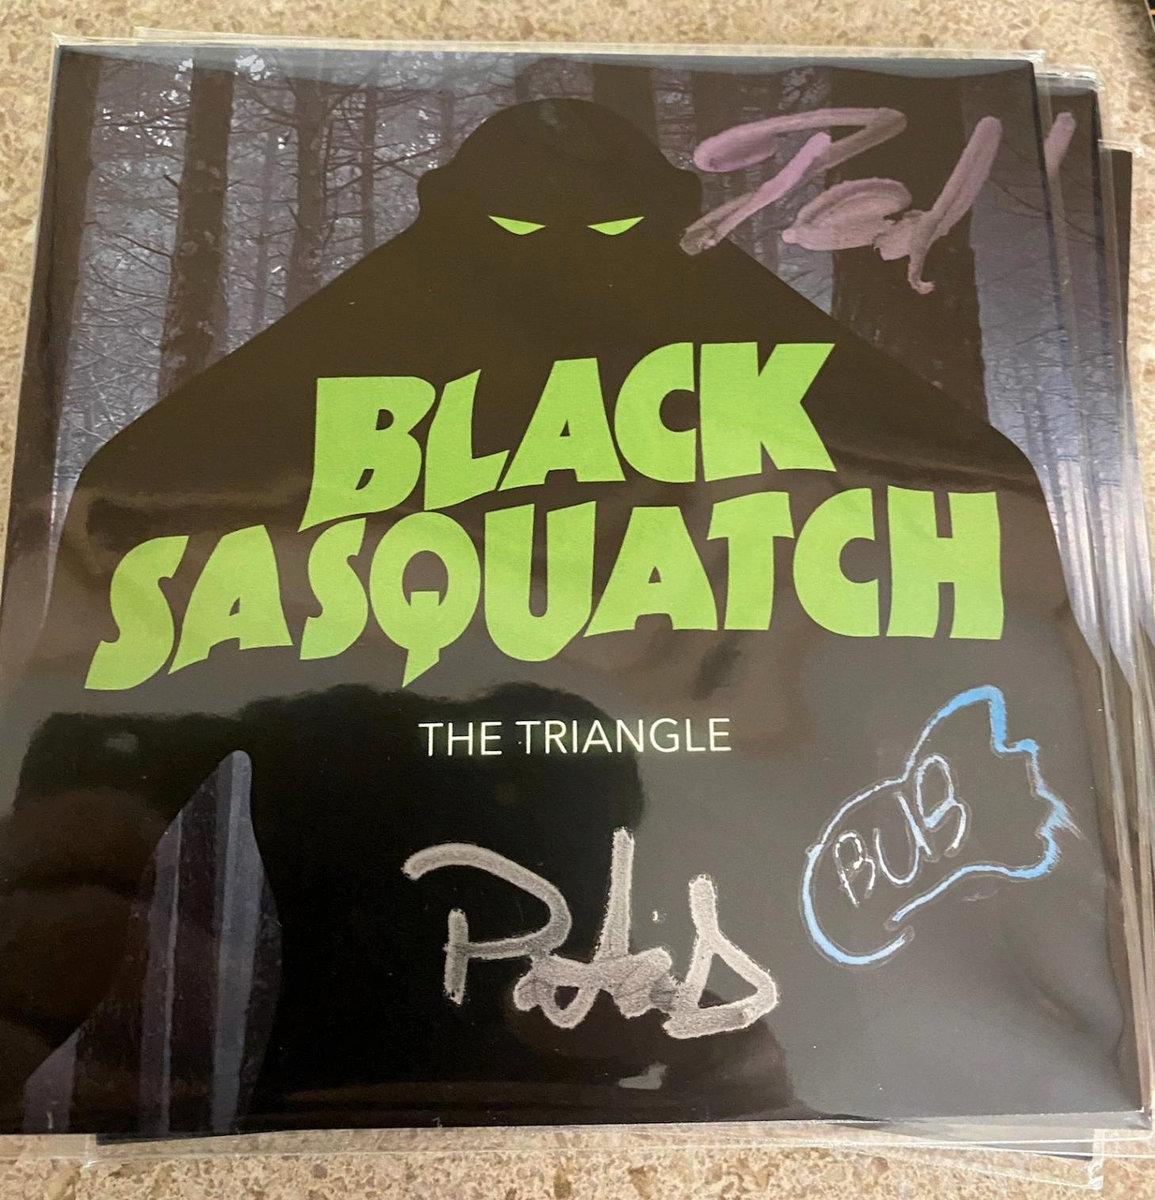 BLACK
SASQUATCH
THE TRIANGLE
BUB